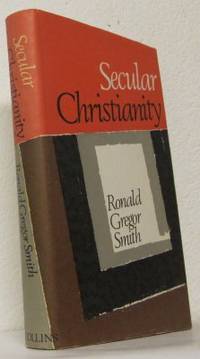 Secular
Christianity
Ronald
Gregor
Smith
Secular
Christianity
Ronald Gregor Smith
COLLINS